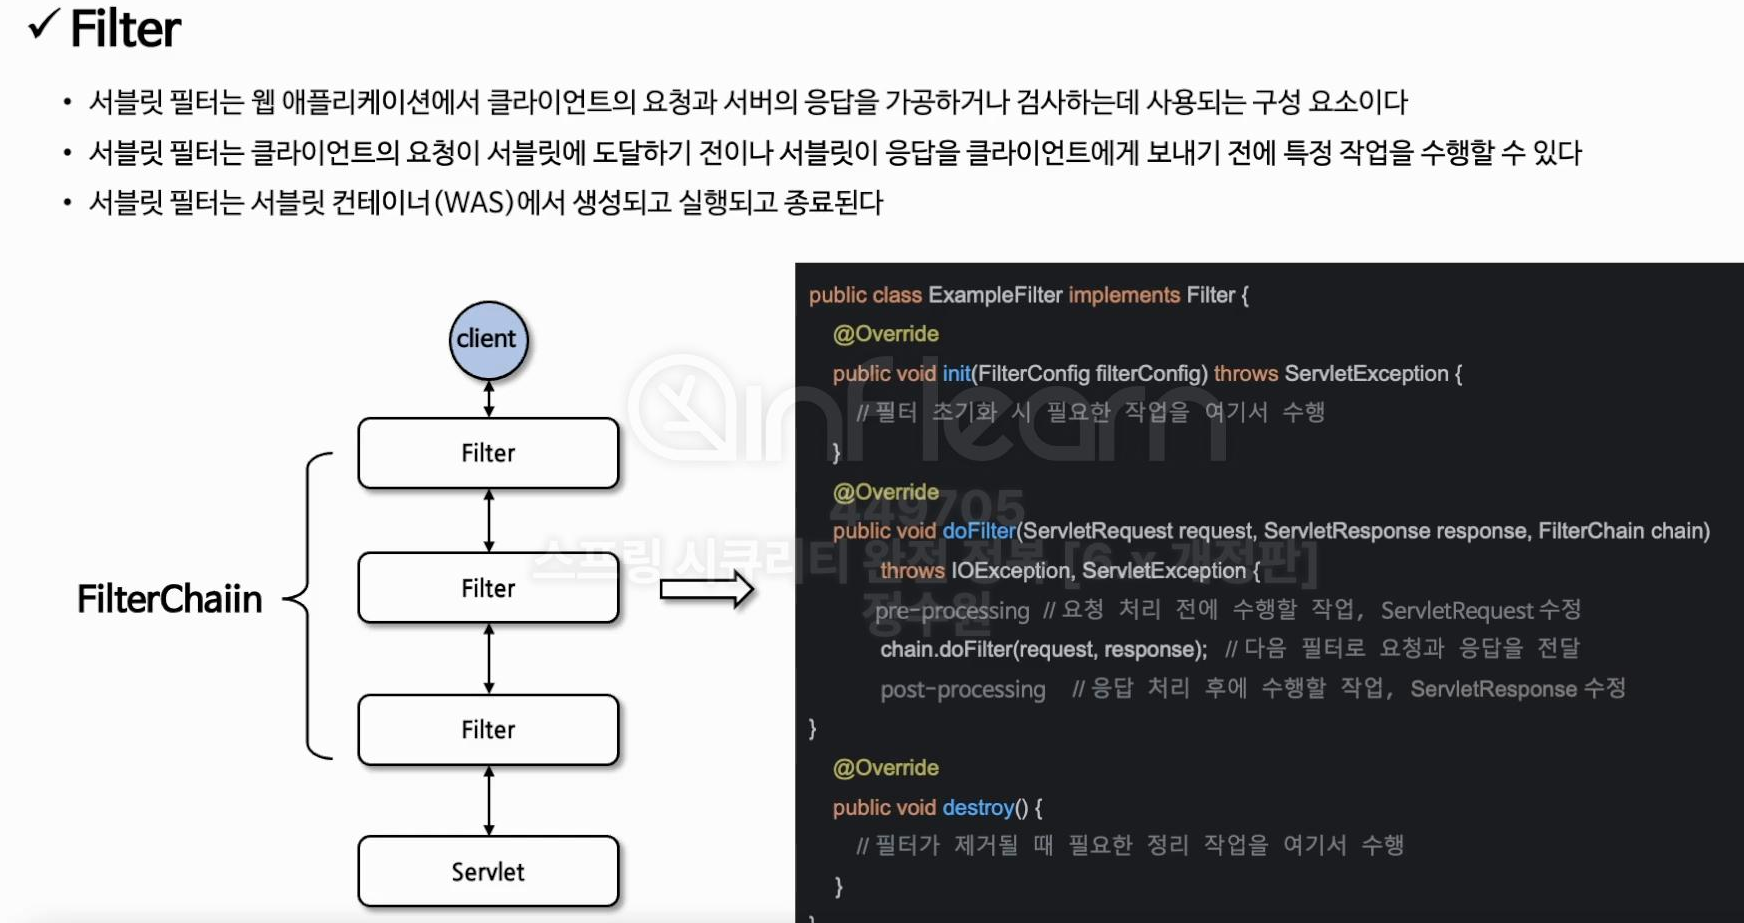 ✓ Filter
• 서블릿 필터는 웹 애플리케이션에서 클라이언트의 요청과 서버의 응답을 가공하거나 검사하는데 사용되는 구성 요소이다
• 서블릿 필터는 클라이언트의 요청이 서블릿에 도달하기 전이나 서블릿이 응답을 클라이언트에게 보내기 전에 특정 작업을 수행할 수 있다
• 서블릿 필터는 서블릿 컨테이너(WAS)에서 생성되고 실행되고 종료된다
client
Filter
Filter
FilterChaiin
Filter
Servlet
public class ExampleFilter implements Filter {
@Override
public void init(FilterConfig filterConfig) throws ServletException {
// 필터 초기화 시 필요한 작업을 여기서 수행
}
@Override
public void doFilter(ServletRequest request, ServletResponse response, FilterChain chain)
throws IOException, ServletException {
pre-processing // 요청 처리 전에 수행할 작업, ServletRequest 수정
chain.doFilter(request, response); // 다음 필터로 요청과 응답을 전달
post-processing // 응답 처리 후에 수행할 작업, ServletResponse 수정
}
@Override
public void destroy() {
// 필터가 제거될 때 필요한 정리 작업을 여기서 수행
}
}
inflearn
449705
스프링 시큐리티 완전 정복 [6.x 개정판]
정수원